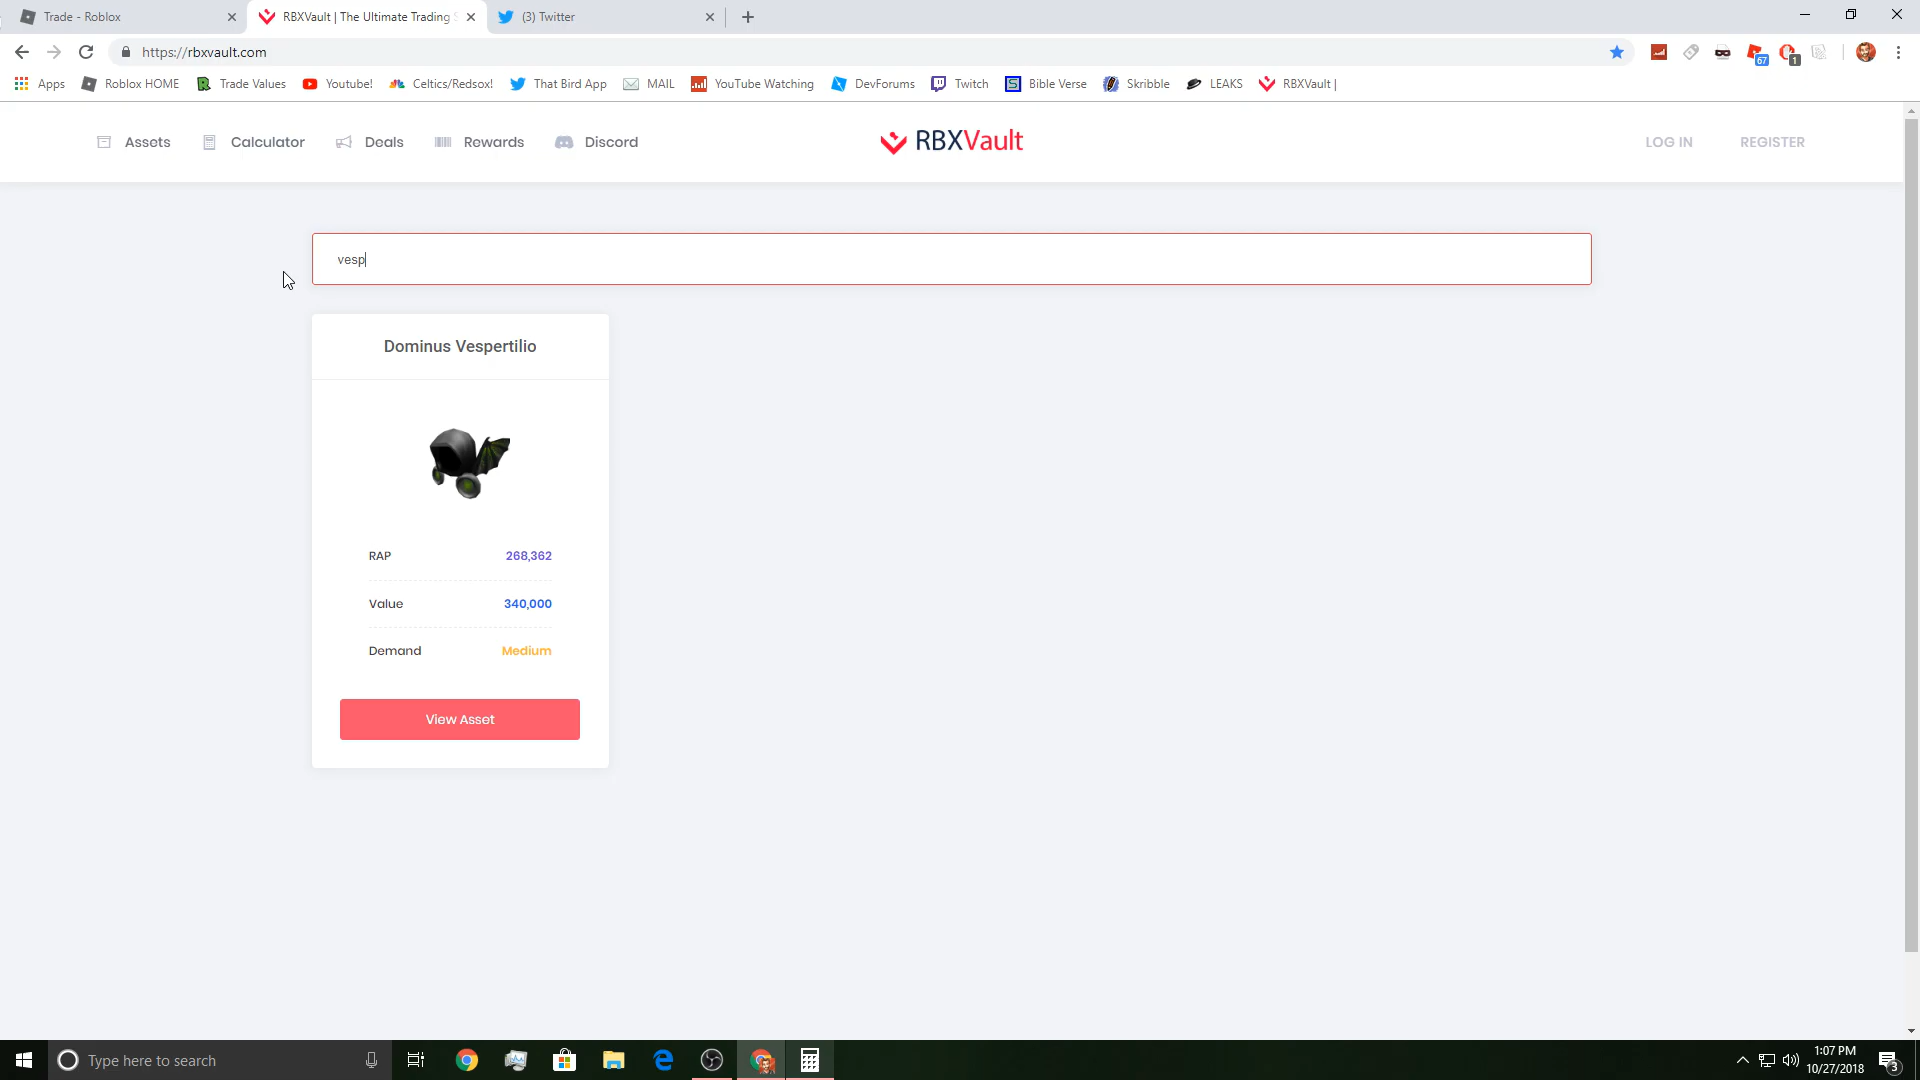 Trade - Roblox
RBXVault | The Ultimate Trading S
(3) Twitter
https://rbxvault.com
67
1
Apps
Roblox HOME
Trade Values
Youtube!
Celtics/Redsox!
That Bird App
MAIL
YouTube Watching
DevForums
Twitch
Bible Verse
Skribble
LEAKS
RBXVault |
Assets
Calculator
Deals
Rewards
Discord
RBXVault
LOG IN
REGISTER
vesp
Dominus Vespertilio
RAP 268,362
Value 340,000
Demand Medium
View Asset
Type here to search
1:07 PM
10/27/2018
3